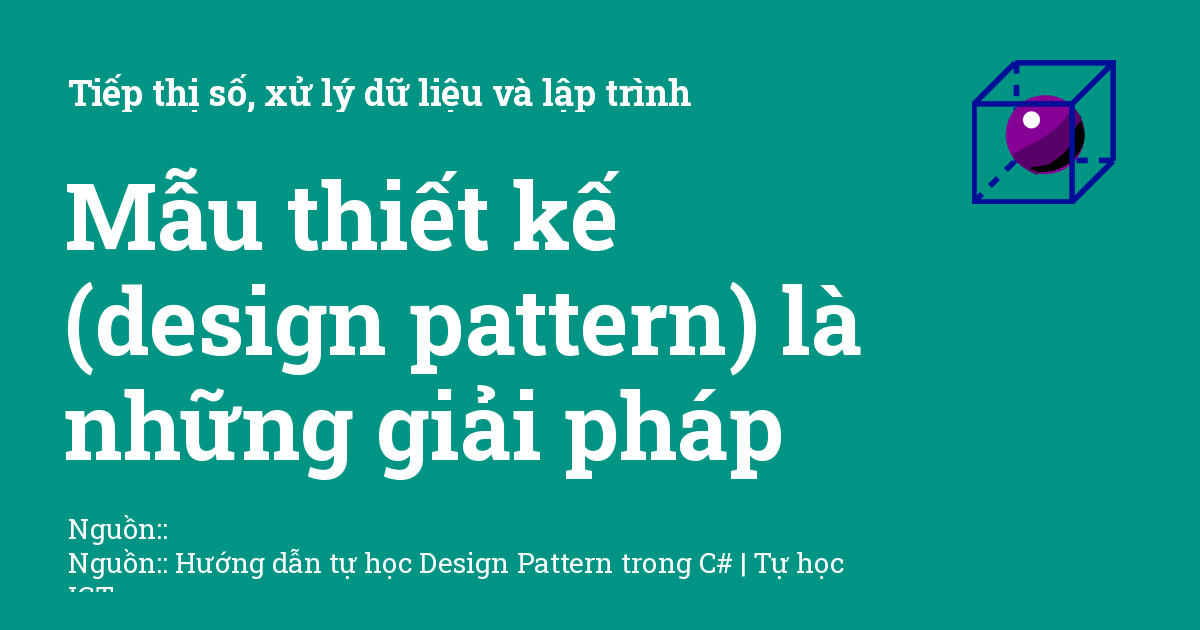 Tiếp thị số, xử lý dữ liệu và lập trình
Mẫu thiết kế
(design pattern) là
những giải pháp
Nguồn::
Nguồn:: Hướng dẫn tự học Design Pattern trong C# | Tự học